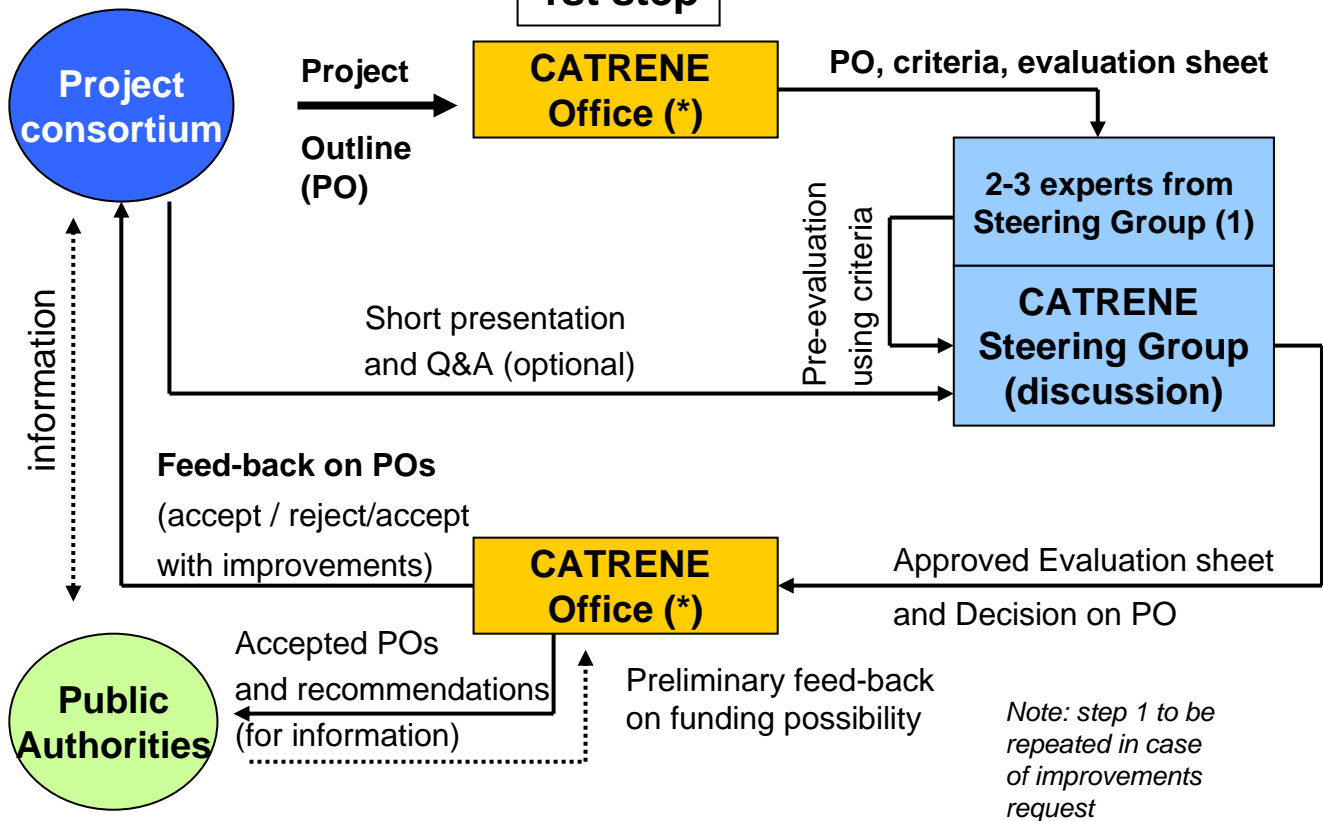 1st step
Project
consortium
Project
Outline
(PO)
CATRENE
Office (*)
PO, criteria, evaluation sheet
2-3 experts from
Steering Group (1)
Pre-evaluation
using criteria
CATRENE
Steering Group
(discussion)
Short presentation
and Q&A (optional)
information
Feed-back on POs
(accept / reject/accept
with improvements)
CATRENE
Office (*)
Approved Evaluation sheet
and Decision on PO
Public
Authorities
Accepted POs
and recommendations
(for information)
Preliminary feed-back
on funding possibility
Note: step 1 to be
repeated in case
of improvements
request